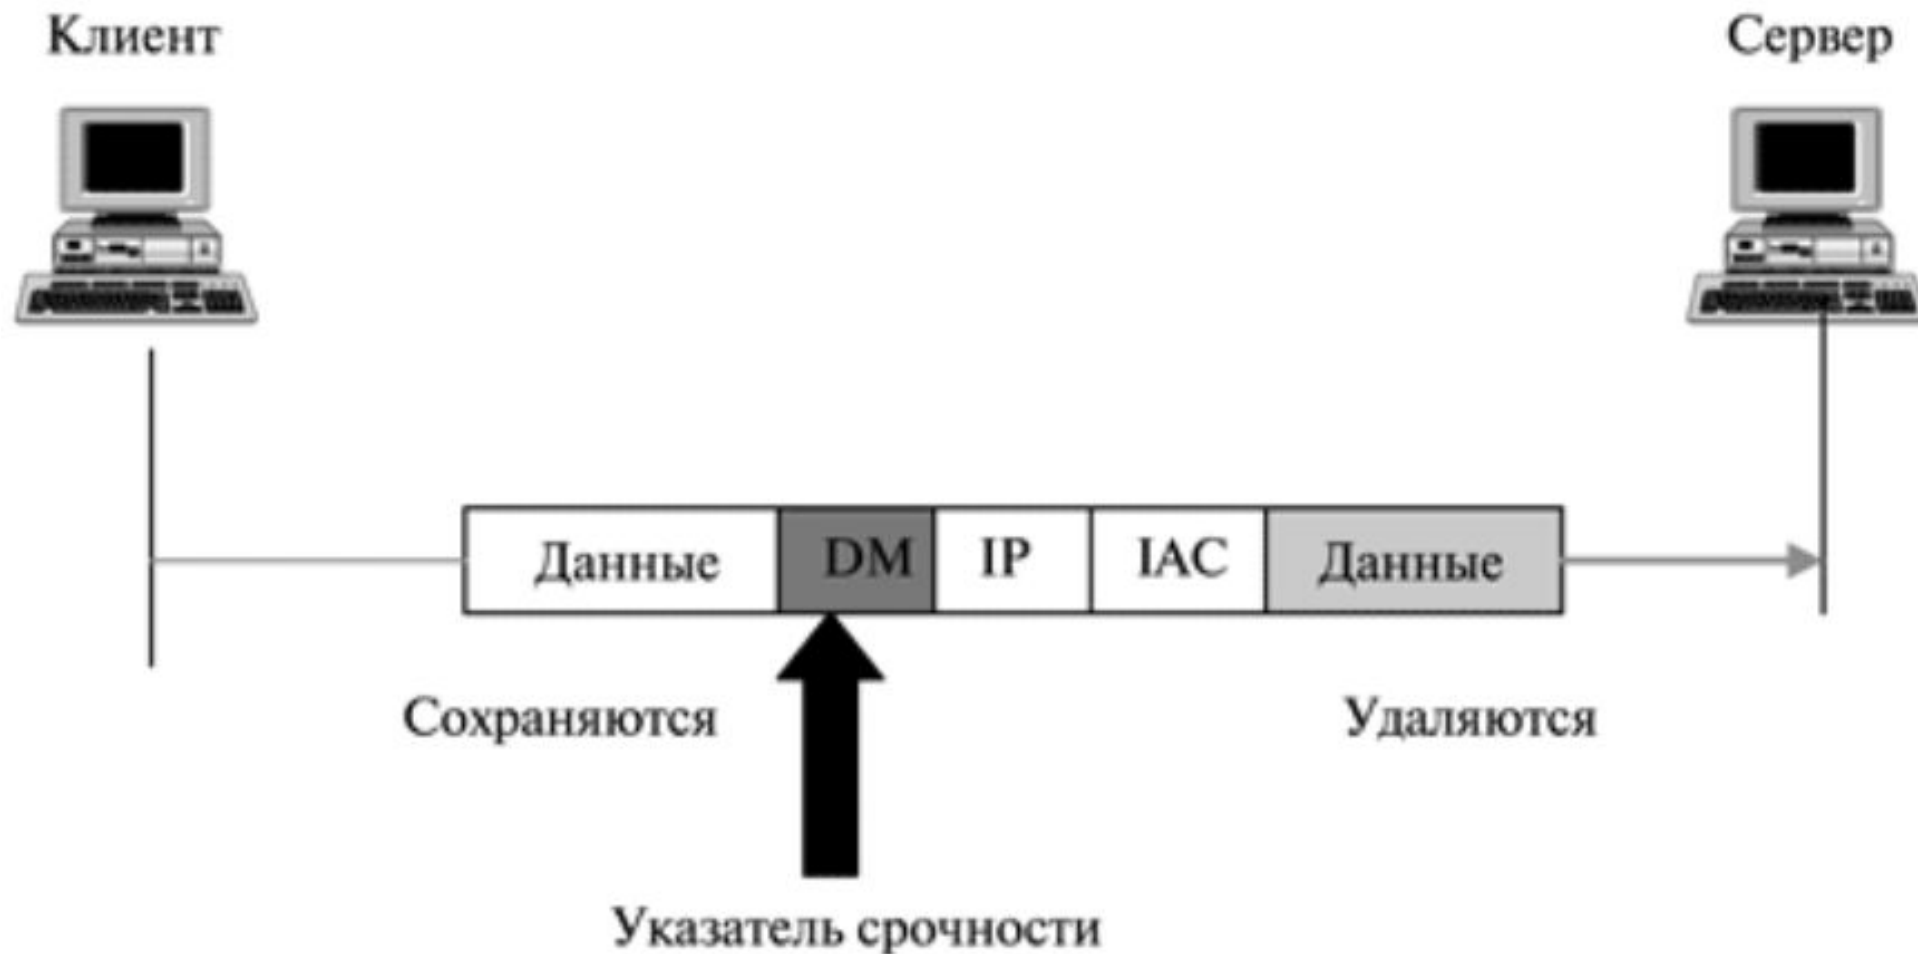 Клиент
Сервер
Данные DM IP IAC Данные
Сохраняются
Удаляются
Указатель срочности